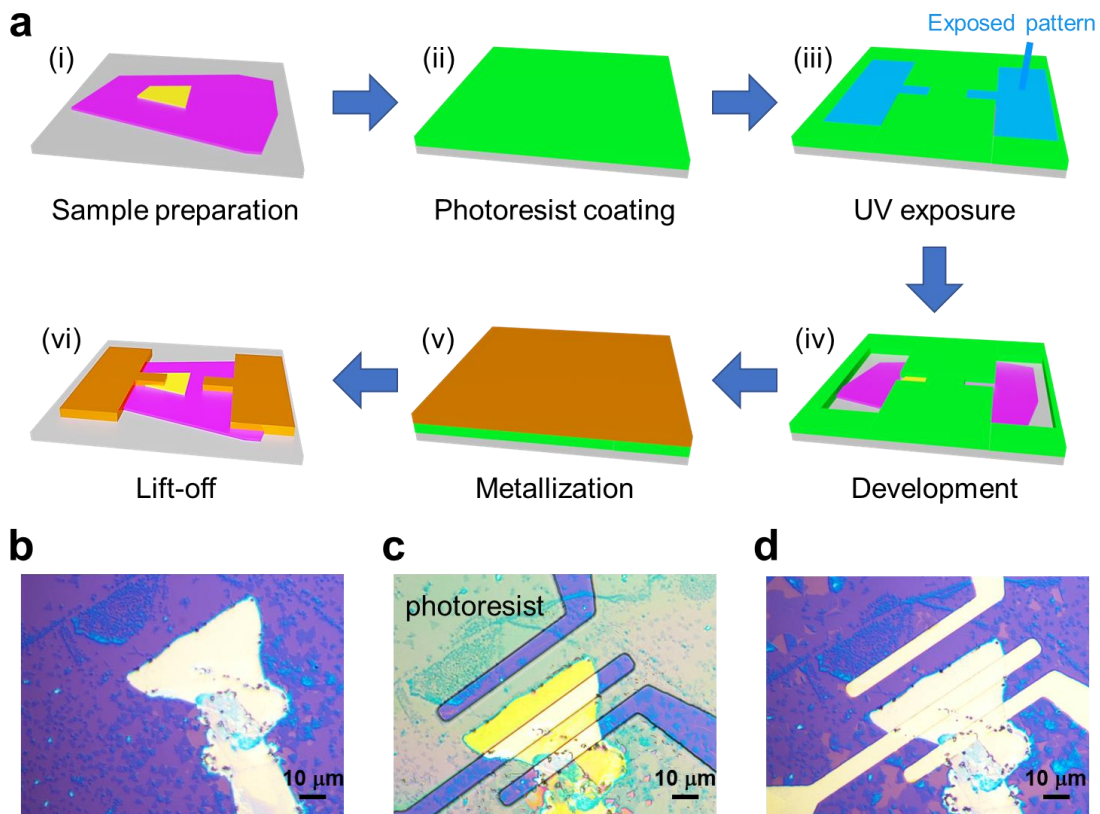 a
Exposed pattern
(i)
(ii)
(iii)
Sample preparation
Photoresist coating
UV exposure
(vi)
(v)
(iv)
Lift-off
Metallization
Development
b
c
d
photoresist
10 μm
10 μm
10 μm